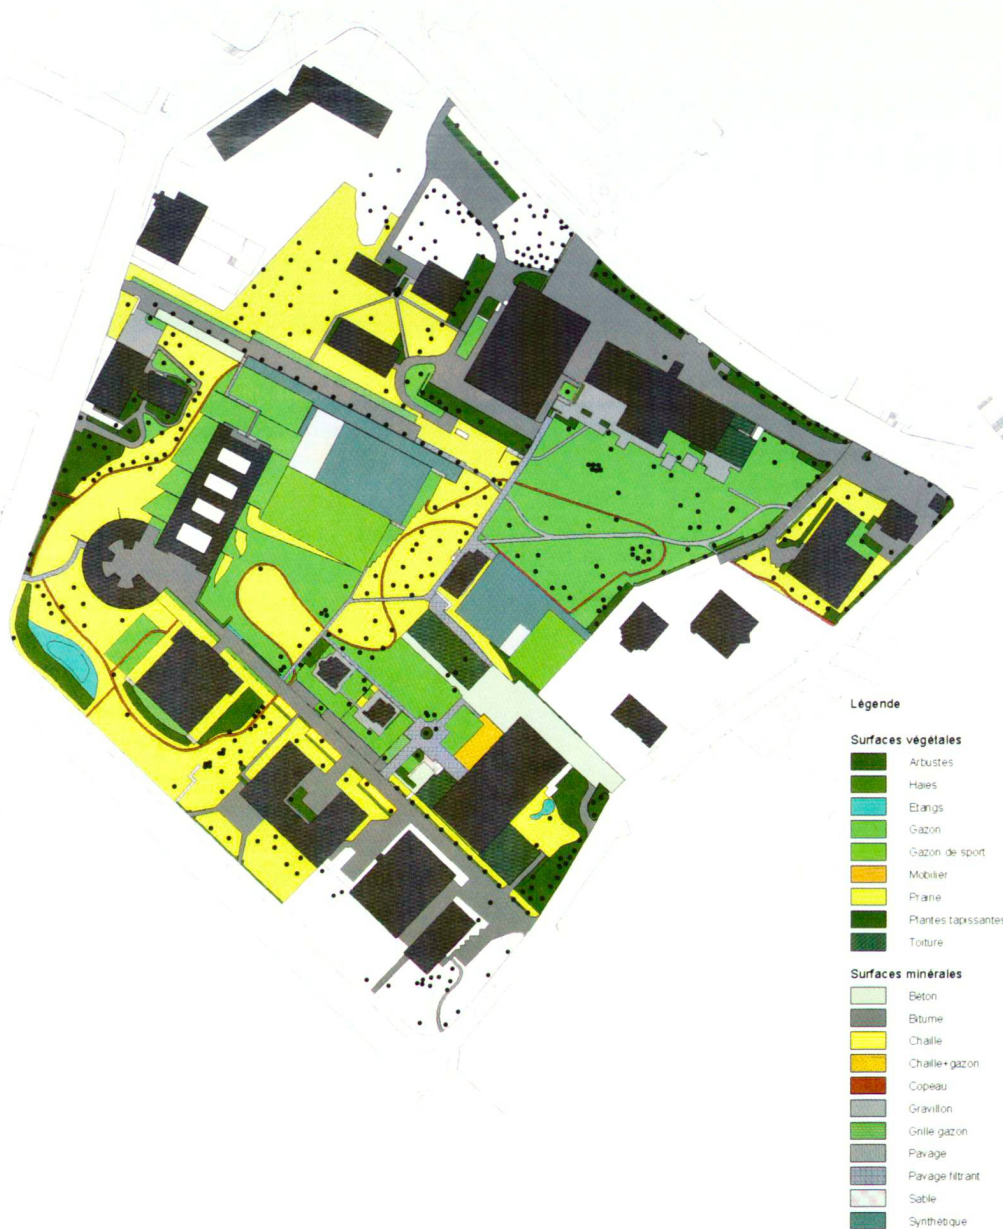 Légende
Surfaces végétales
Arbustes
Haies
Etangs
Gazon
Gazon de sport
Mobilier
Prairie
Plantes tapissantes
Toiture
Surfaces minérales
Béton
Bitume
Chaille
Chaille+gazon
Copeau
Gravillon
Grille gazon
Pavage
Pavage filtrant
Sable
Synthétique